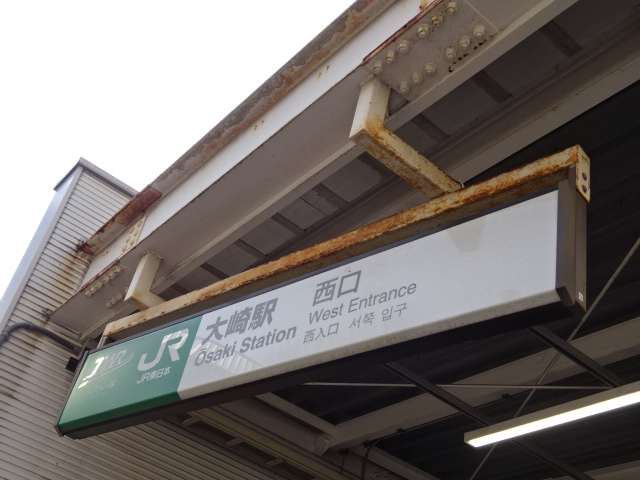 JR
JR東日本
大崎駅
Osaki Station
西口
West Entrance
西入口 서쪽 입구